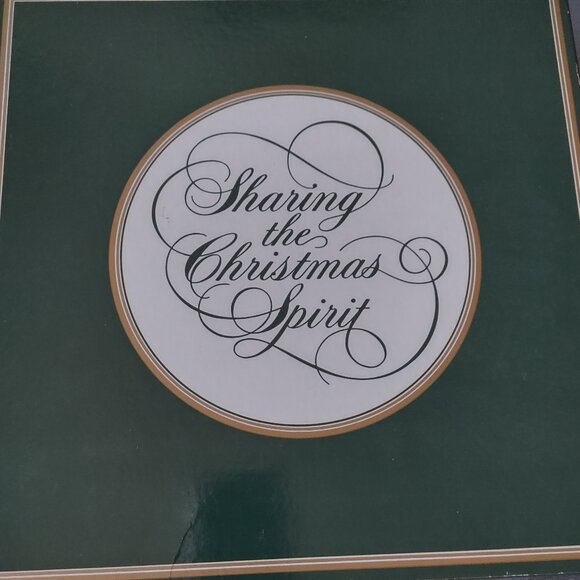 Sharing
the
Christmas
Spirit